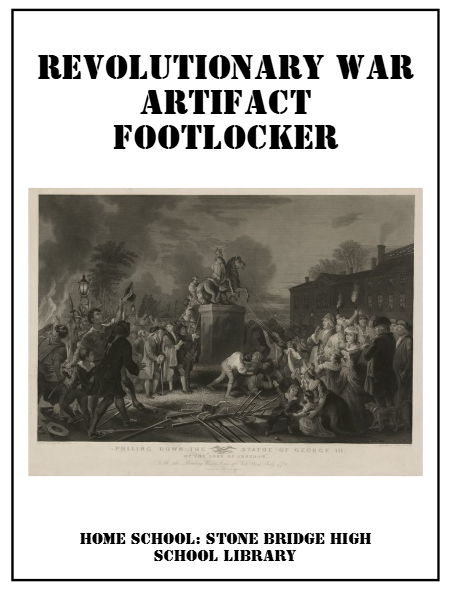 REVOLUTIONARY WAR
ARTIFACT
FOOTLOCKER
PULLING DOWN THE STATUE OF GEORGE III.
HOME SCHOOL: STONE BRIDGE HIGH
SCHOOL LIBRARY